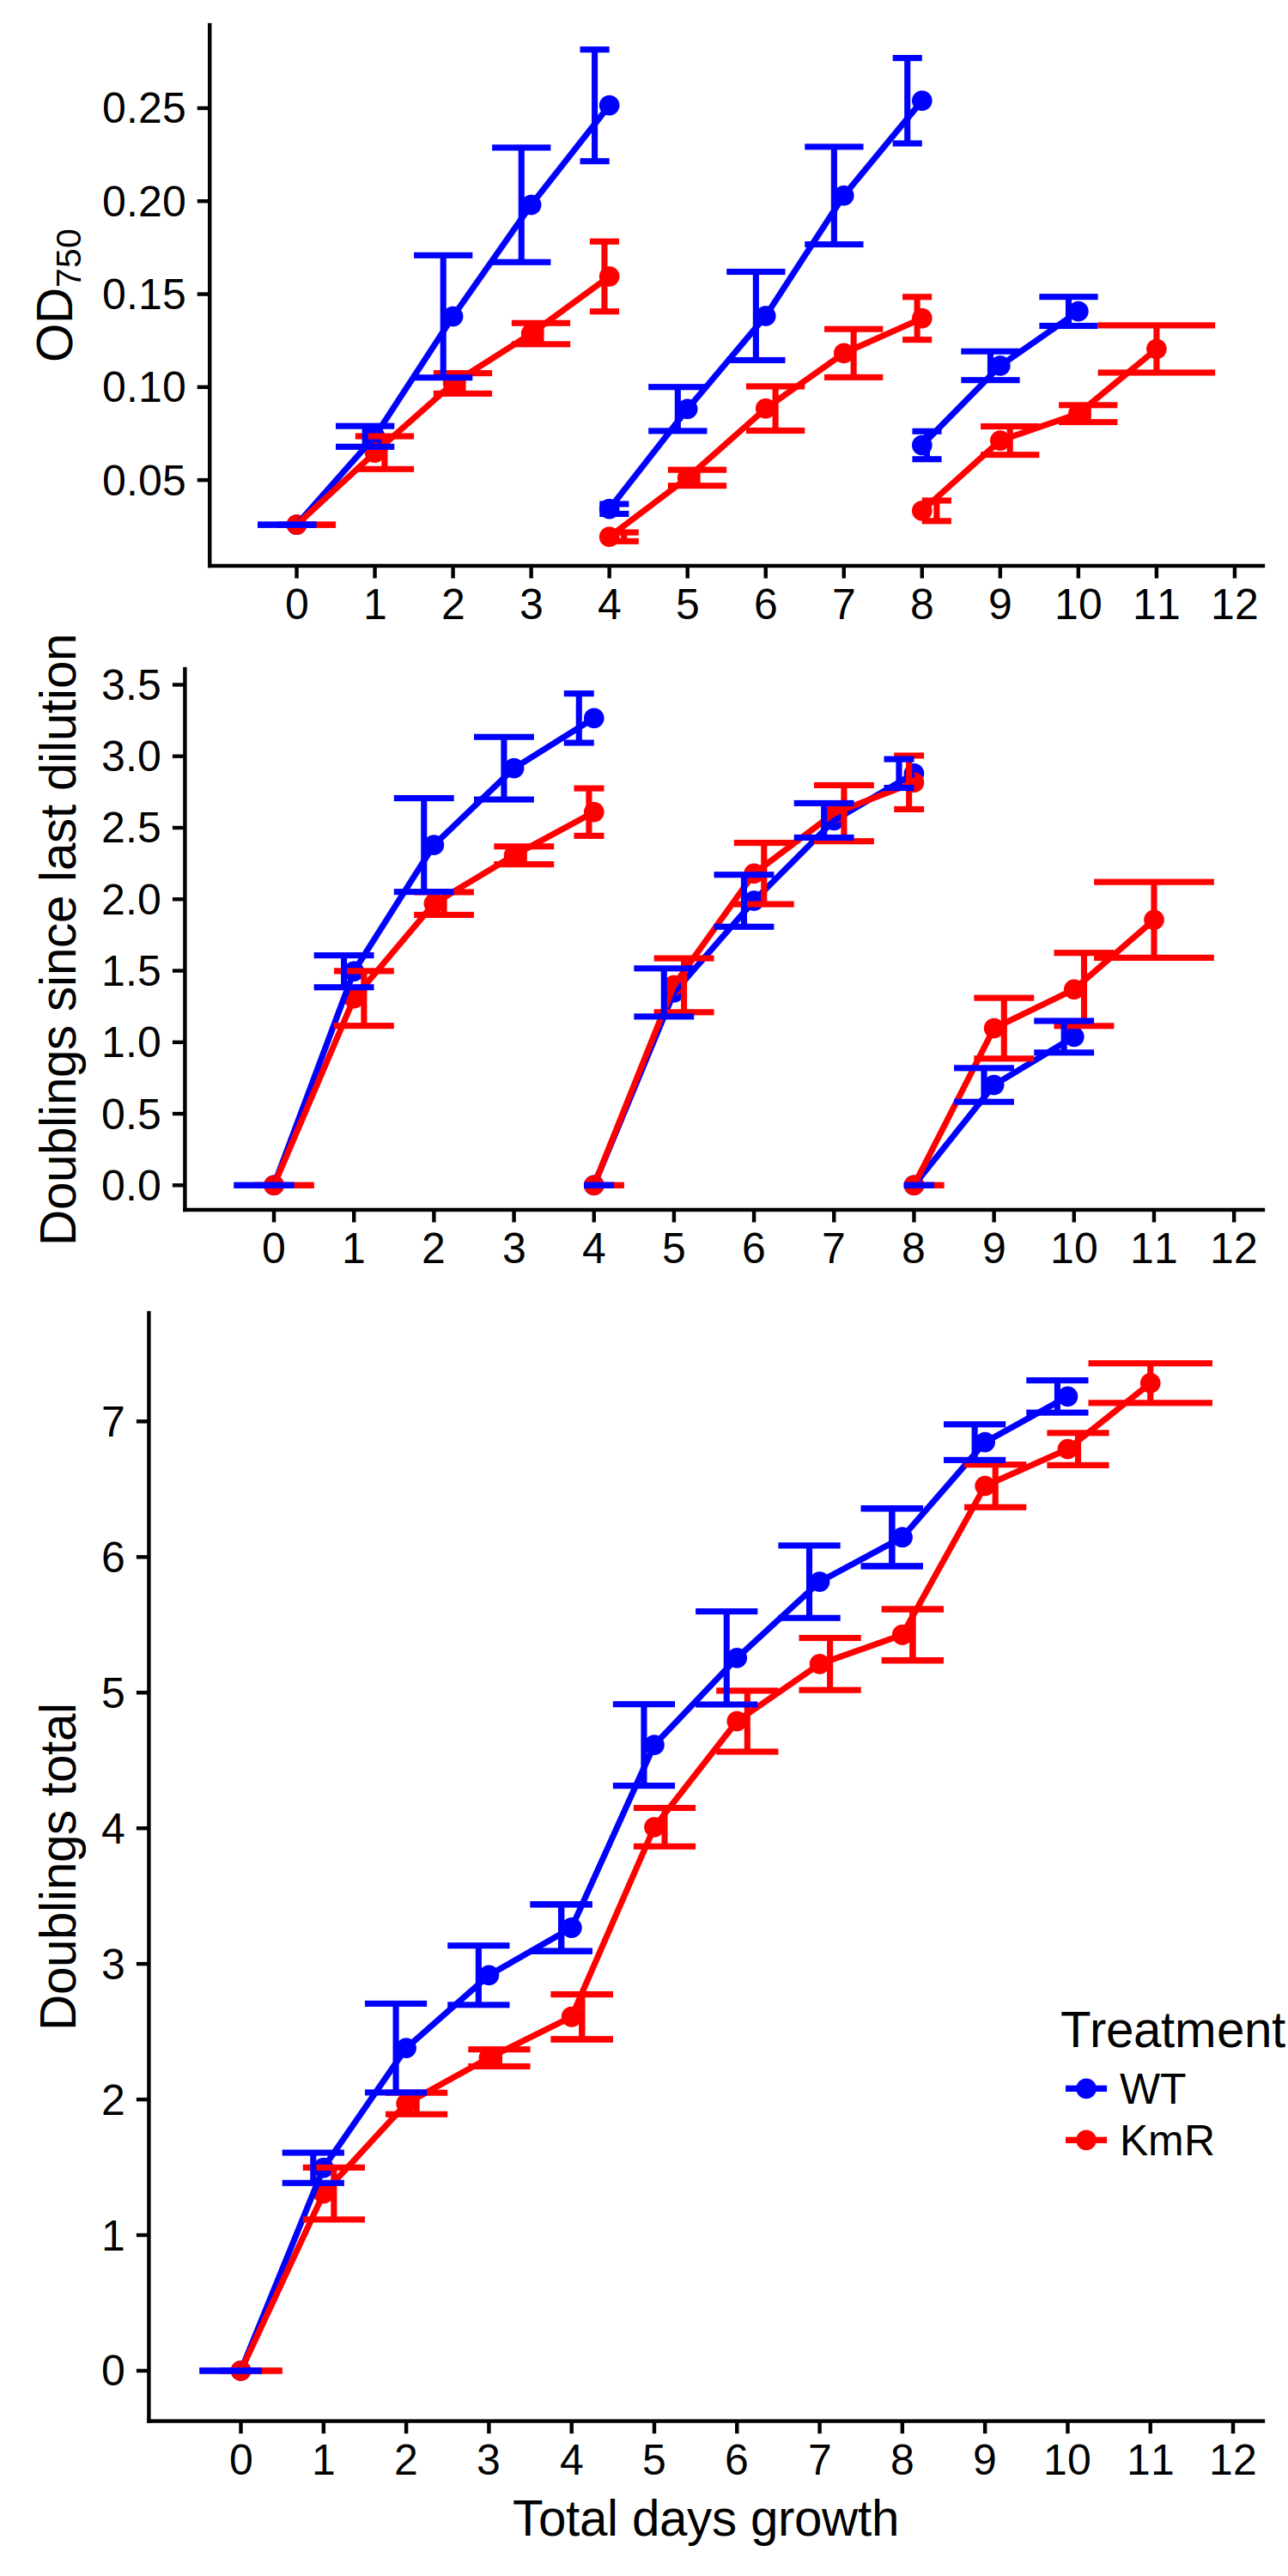 OD750
0.25
0.20
0.15
0.10
0.05
0 1 2 3 4 5 6 7 8 9 10 11 12
Doublings since last dilution
3.5
3.0
2.5
2.0
1.5
1.0
0.5
0.0
0 1 2 3 4 5 6 7 8 9 10 11 12
Doublings total
7
6
5
4
3
2
1
0
Treatment
WT
KmR
0 1 2 3 4 5 6 7 8 9 10 11 12
Total days growth